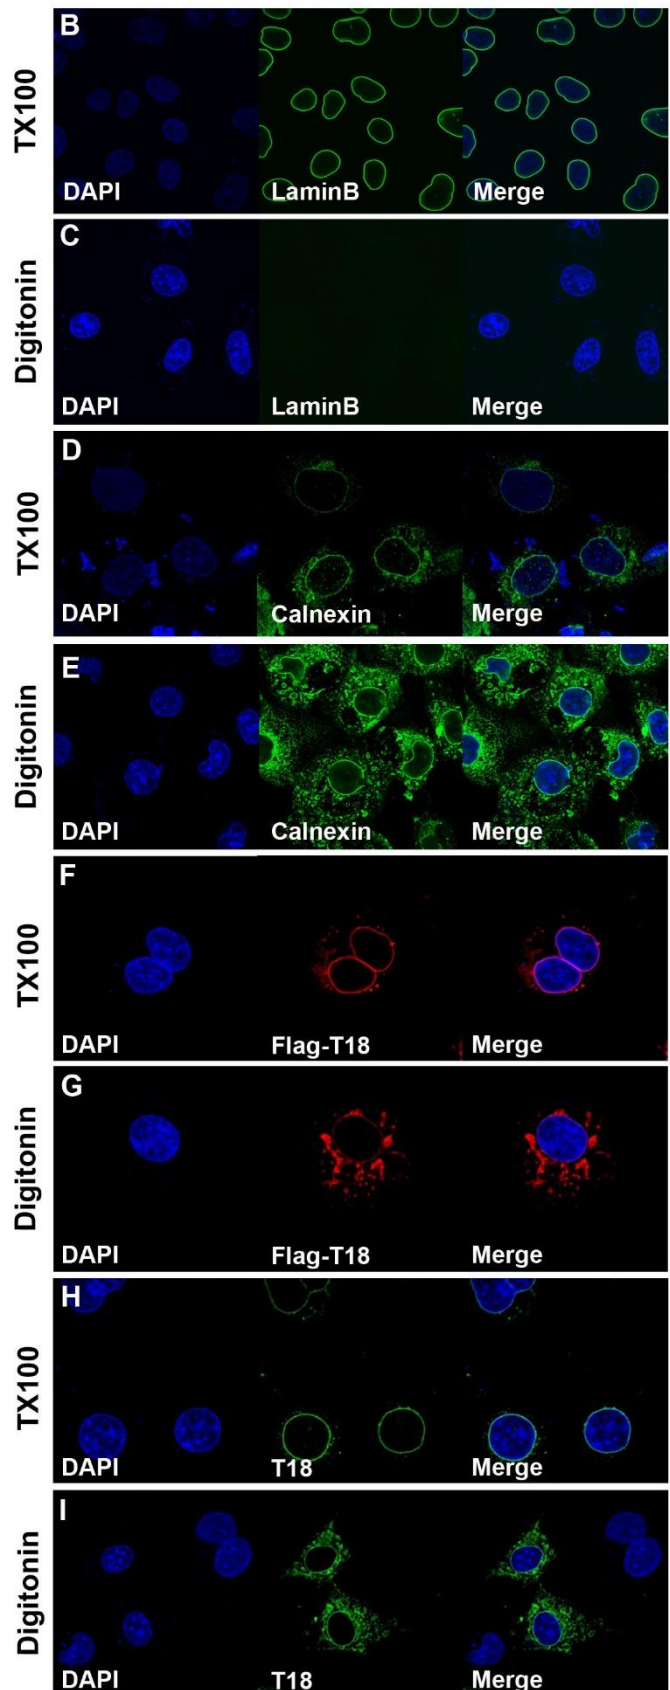 B
TX100
DAPI LaminB Merge
C
Digitonin
DAPI LaminB Merge
D
TX100
DAPI Calnexin Merge
E
Digitonin
DAPI Calnexin Merge
F
TX100
DAPI Flag-T18 Merge
G
Digitonin
DAPI Flag-T18 Merge
H
TX100
DAPI T18 Merge
I
Digitonin
DAPI T18 Merge